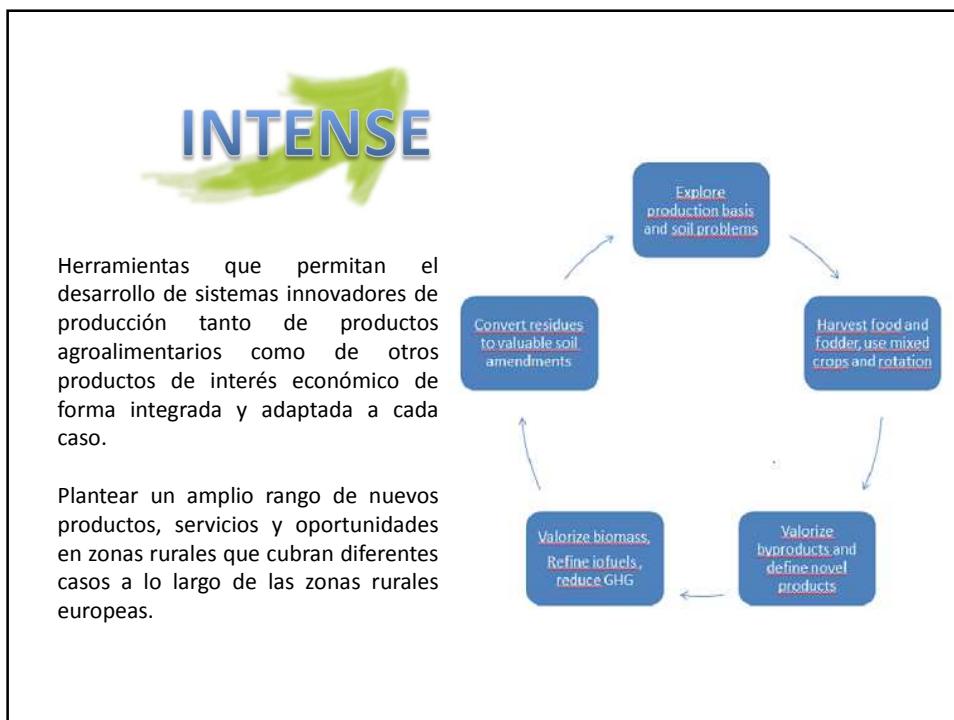 INTENSE
Herramientas que permitan el
desarrollo de sistemas innovadores de
producción tanto de productos
agroalimentarios como de otros
productos de interés económico de
forma integrada y adaptada a cada
caso.
Plantear un amplio rango de nuevos
productos, servicios y oportunidades
en zonas rurales que cubran diferentes
casos a lo largo de las zonas rurales
europeas.
Explore
production basis
and soil problems
Harvest food and
fodder, use mixed
crops and rotation
Valorize
byproducts and
define novel
products
Valorize biomass,
Refine iofuels ,
reduce GHG
Convert residues
to valuable soil
amendments